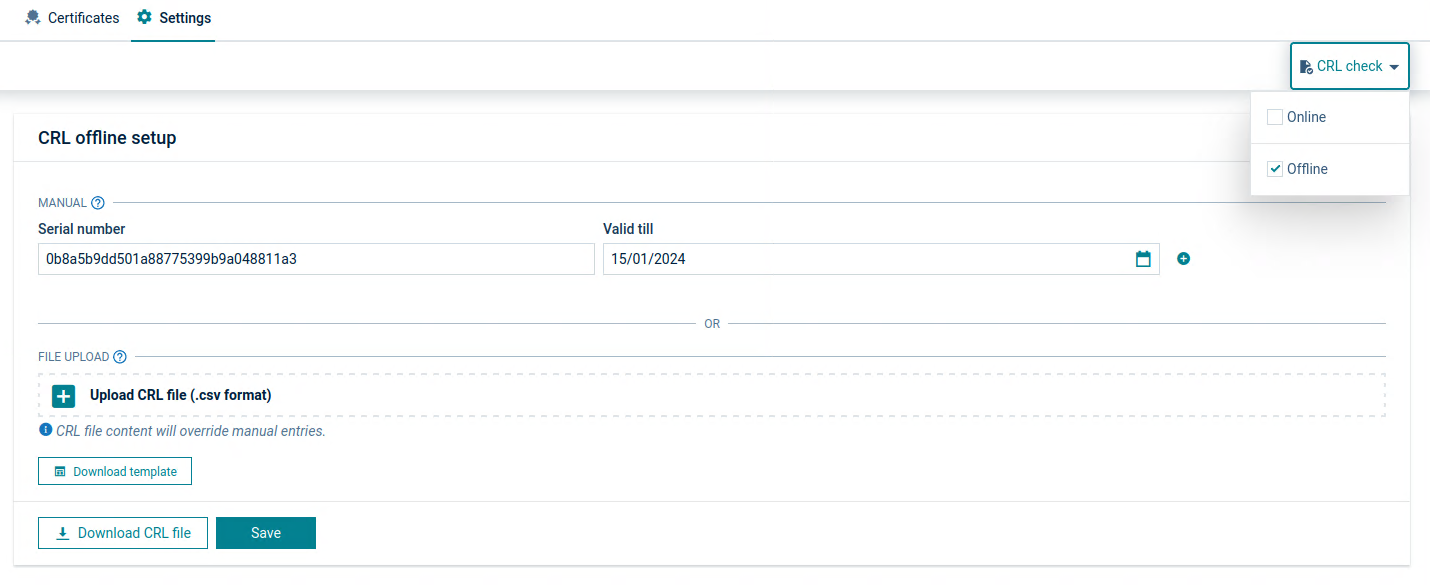 Certificates
Settings
CRL check
Online
Offline
CRL offline setup
MANUAL
Serial number
Valid till
0b8a5b9dd501a88775399b9a048811a3
15/01/2024
OR
FILE UPLOAD
Upload CRL file (.csv format)
CRL file content will override manual entries.
Download template
Download CRL file
Save